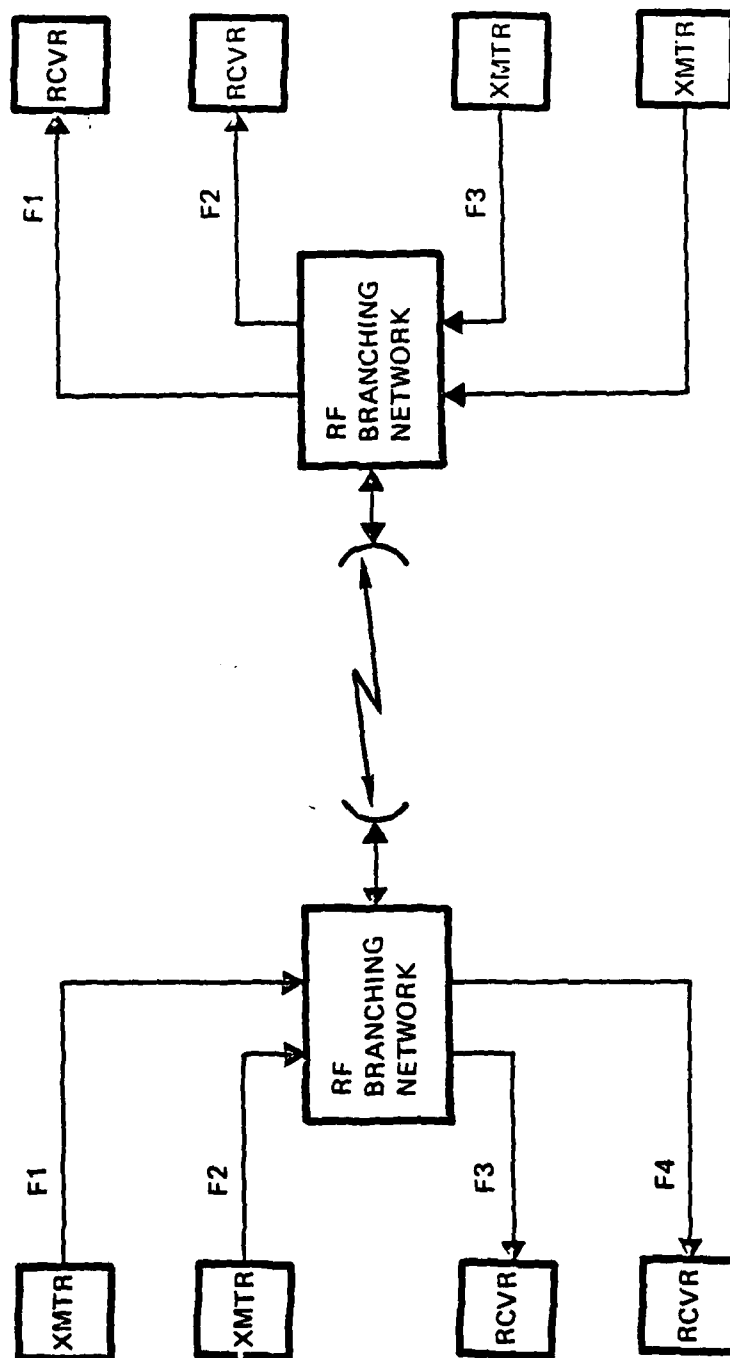 XMTR
F1
XMTR
F2
RF
BRANCHING
NETWORK
RCVR
F3
RCVR
F4
RF
BRANCHING
NETWORK
F1
RCVR
F2
RCVR
F3
XMTR
XMTR